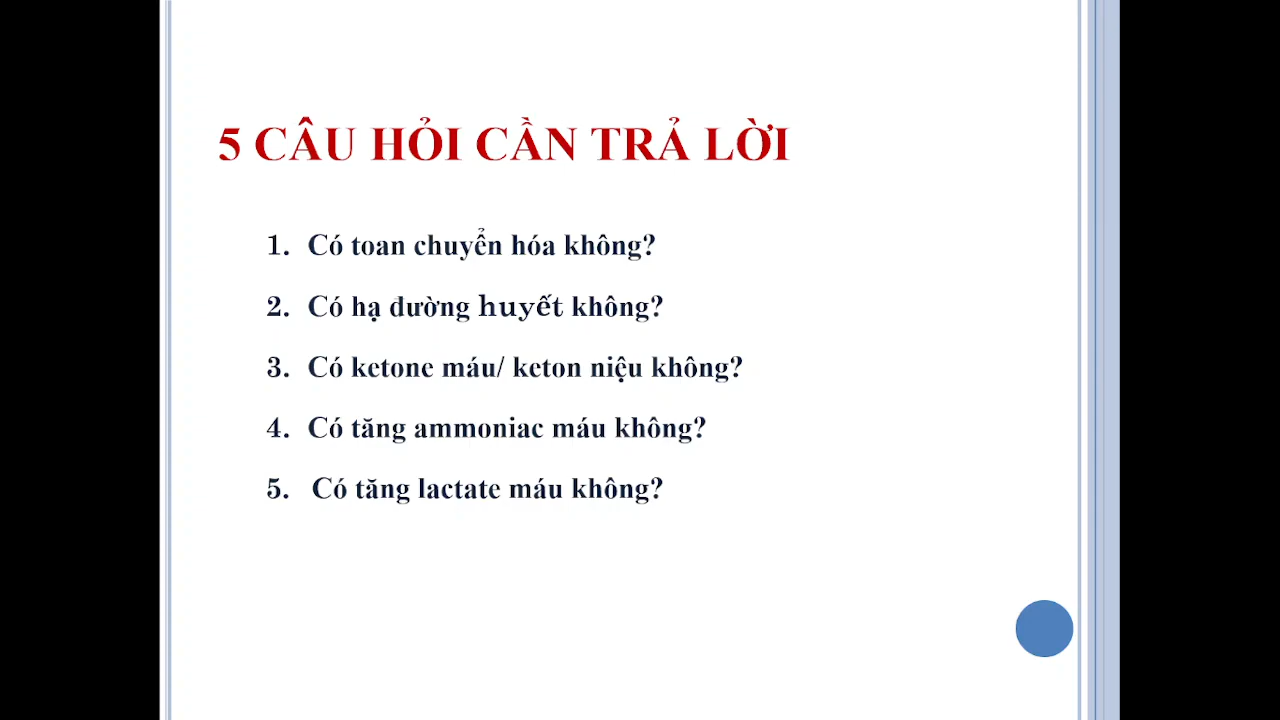 5 CÂU HỎI CẦN TRẢ LỜI
1. Có toan chuyển hóa không?
2. Có hạ đường huyết không?
3. Có ketone máu/ keton niệu không?
4. Có tăng ammoniac máu không?
5. Có tăng lactate máu không?